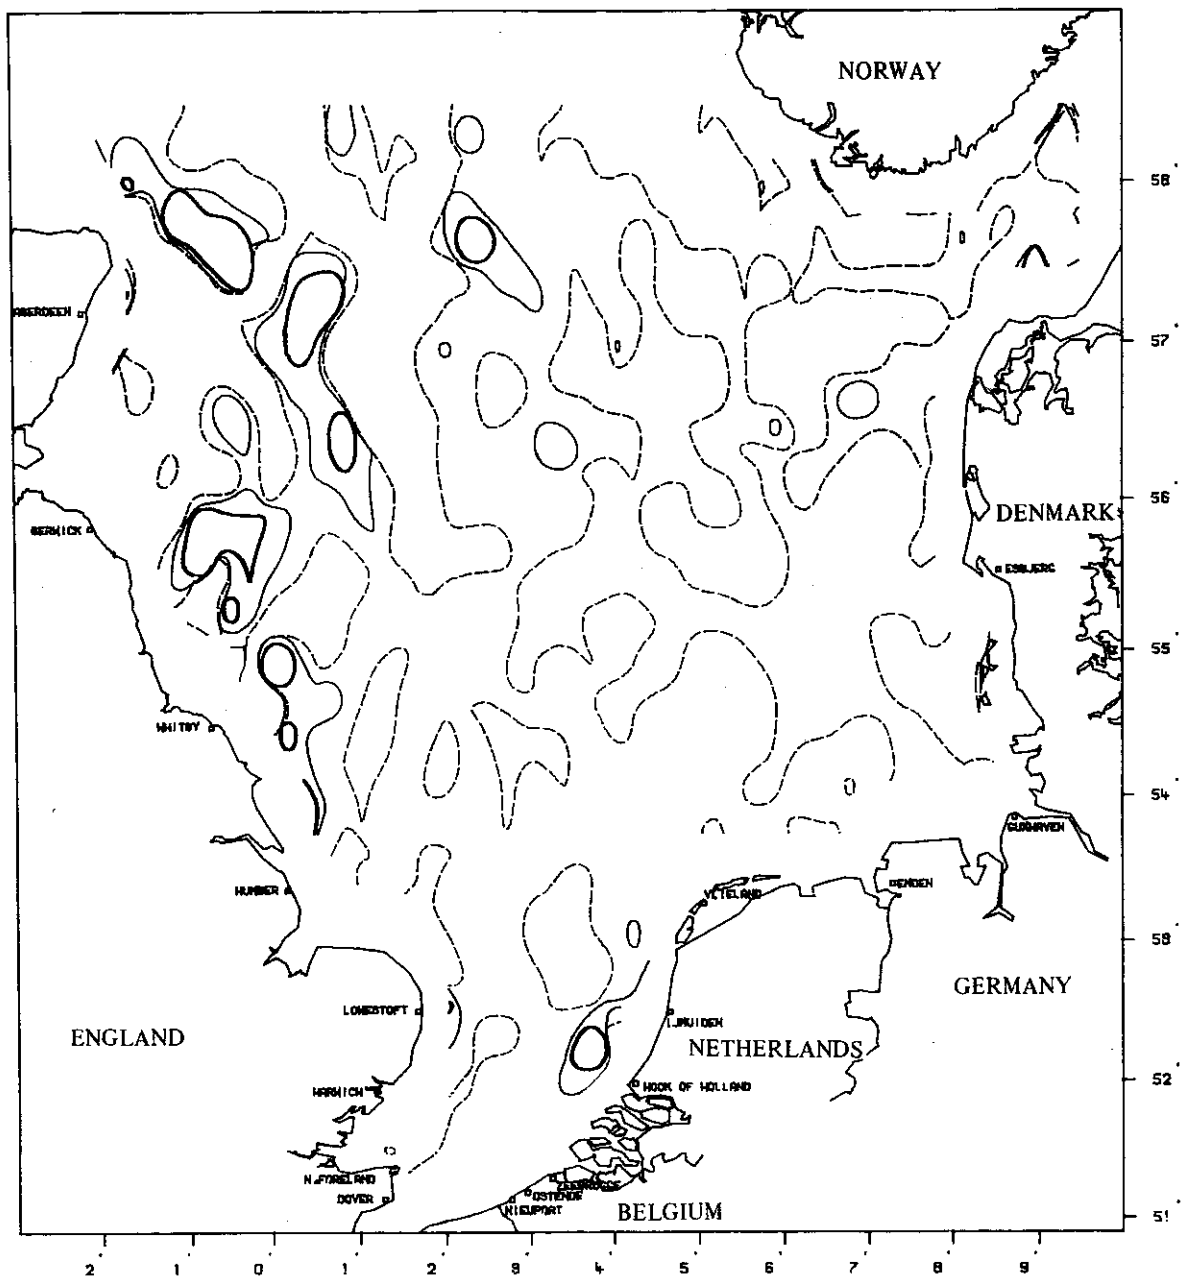 NORWAY
58
ABERDEEN
57
56
DENMARK
BERWICK
ESBJERG
55
WHITBY
54
CUXHAVEN
HUMBER
VLIELAND
EMDEN
53
GERMANY
LOWESTOFT
IJMUIDEN
ENGLAND
NETHERLANDS
52
HARWICH
HOOK OF HOLLAND
N.FORELAND
ZEEBRUGGE
DOVER
OSTENDE
NIEUPORT
BELGIUM
51
2 1 0 1 2 3 4 5 6 7 8 9